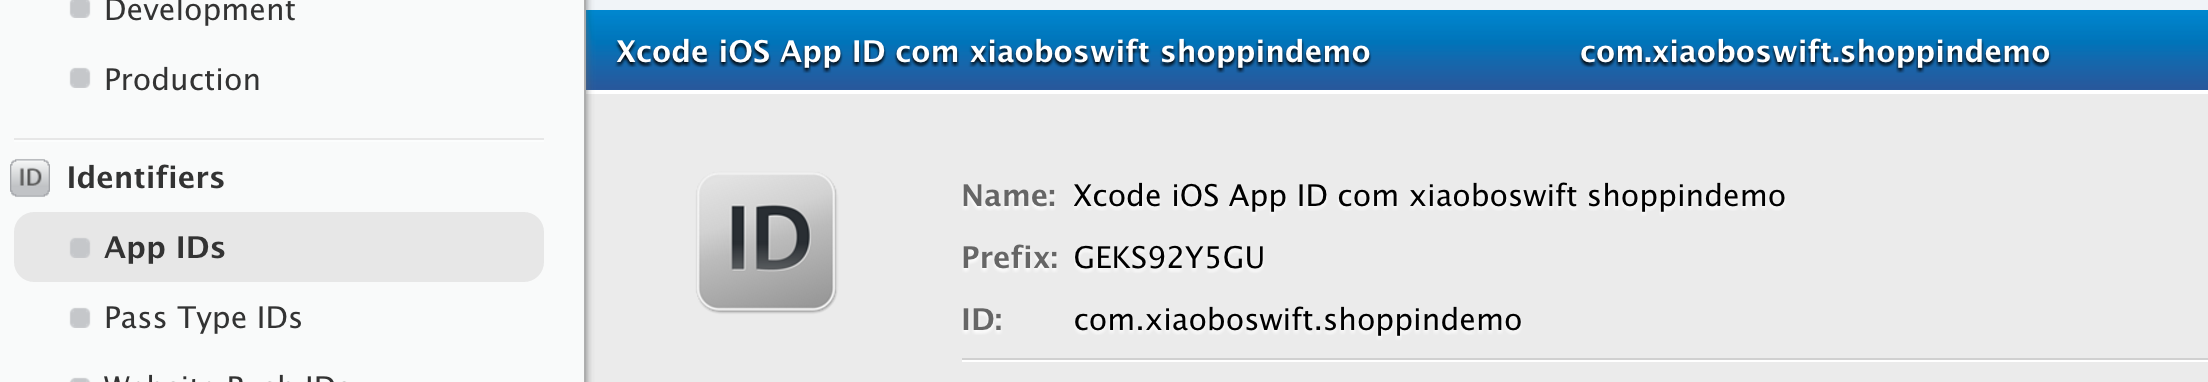 Development
Production
ID Identifiers
App IDs
Pass Type IDs
Xcode iOS App ID com xiaoboswift shoppindemo com.xiaoboswift.shoppindemo
ID
Name: Xcode iOS App ID com xiaoboswift shoppindemo
Prefix: GEKS92Y5GU
ID: com.xiaoboswift.shoppindemo